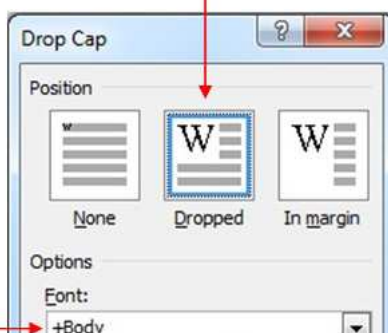 Drop Cap
Position
W W W
None Dropped In margin
Options
Font:
+Body